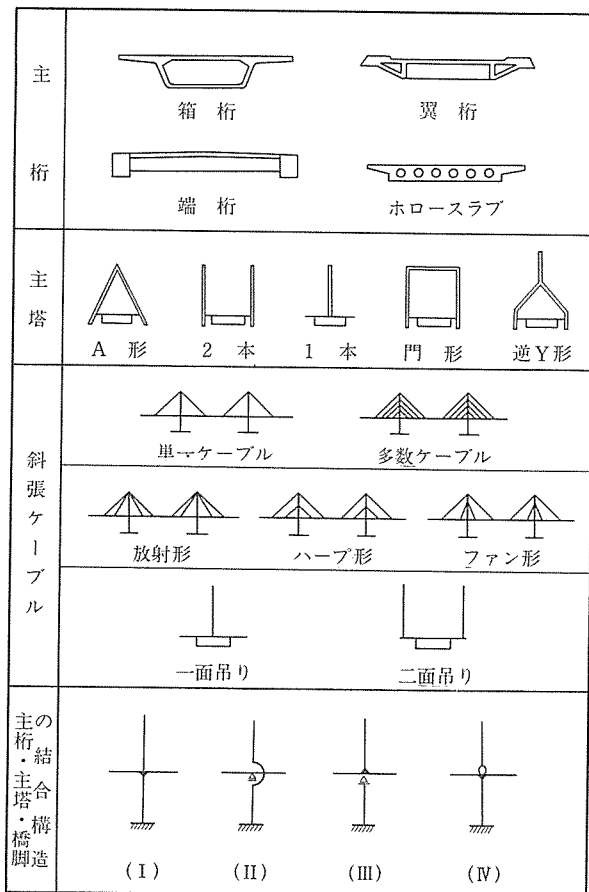 主桁
箱桁
翼桁
端桁
ホロースラブ
主塔
A形
2本
1本
門形
逆Y形
斜張ケーブル
単一ケーブル
多数ケーブル
放射形
ハープ形
ファン形
一面吊り
二面吊り
主桁・主塔・橋脚
の結合構造
(I)
(II)
(III)
(IV)